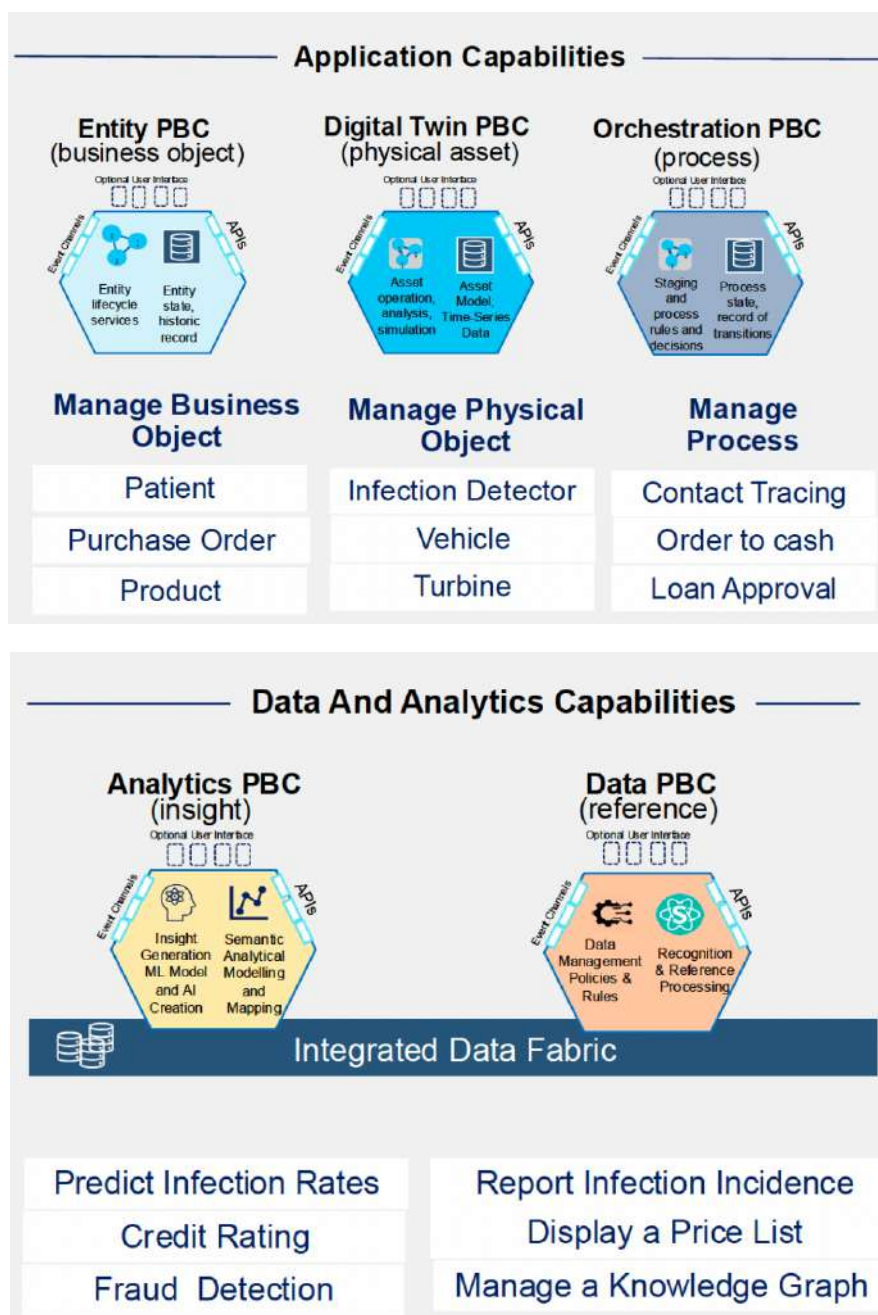 Application Capabilities
Entity PBC
(business object)
Optional User Interface
Event Channels
APIs
Entity
lifecycle
services
Entity
state,
historic
record
Digital Twin PBC
(physical asset)
Optional User Interface
Event Channels
APIs
Asset
operation,
analysis,
simulation
Asset
Model,
Time-Series
Data
Orchestration PBC
(process)
Optional User Interface
Event Channels
APIs
Staging
and
process
rules and
decisions
Process
state,
record of
transitions
Manage Business
Object
Patient
Purchase Order
Product
Manage Physical
Object
Infection Detector
Vehicle
Turbine
Manage
Process
Contact Tracing
Order to cash
Loan Approval
Data And Analytics Capabilities
Analytics PBC
(insight)
Optional User Interface
Event Channels
APIs
Insight
Generation
ML Model
and AI
Creation
Semantic
Analytical
Modelling
and
Mapping
Data PBC
(reference)
Optional User Interface
Event Channels
APIs
Data
Management
Policies &
Rules
S
Recognition
& Reference
Processing
Integrated Data Fabric
Predict Infection Rates
Credit Rating
Fraud Detection
Report Infection Incidence
Display a Price List
Manage a Knowledge Graph